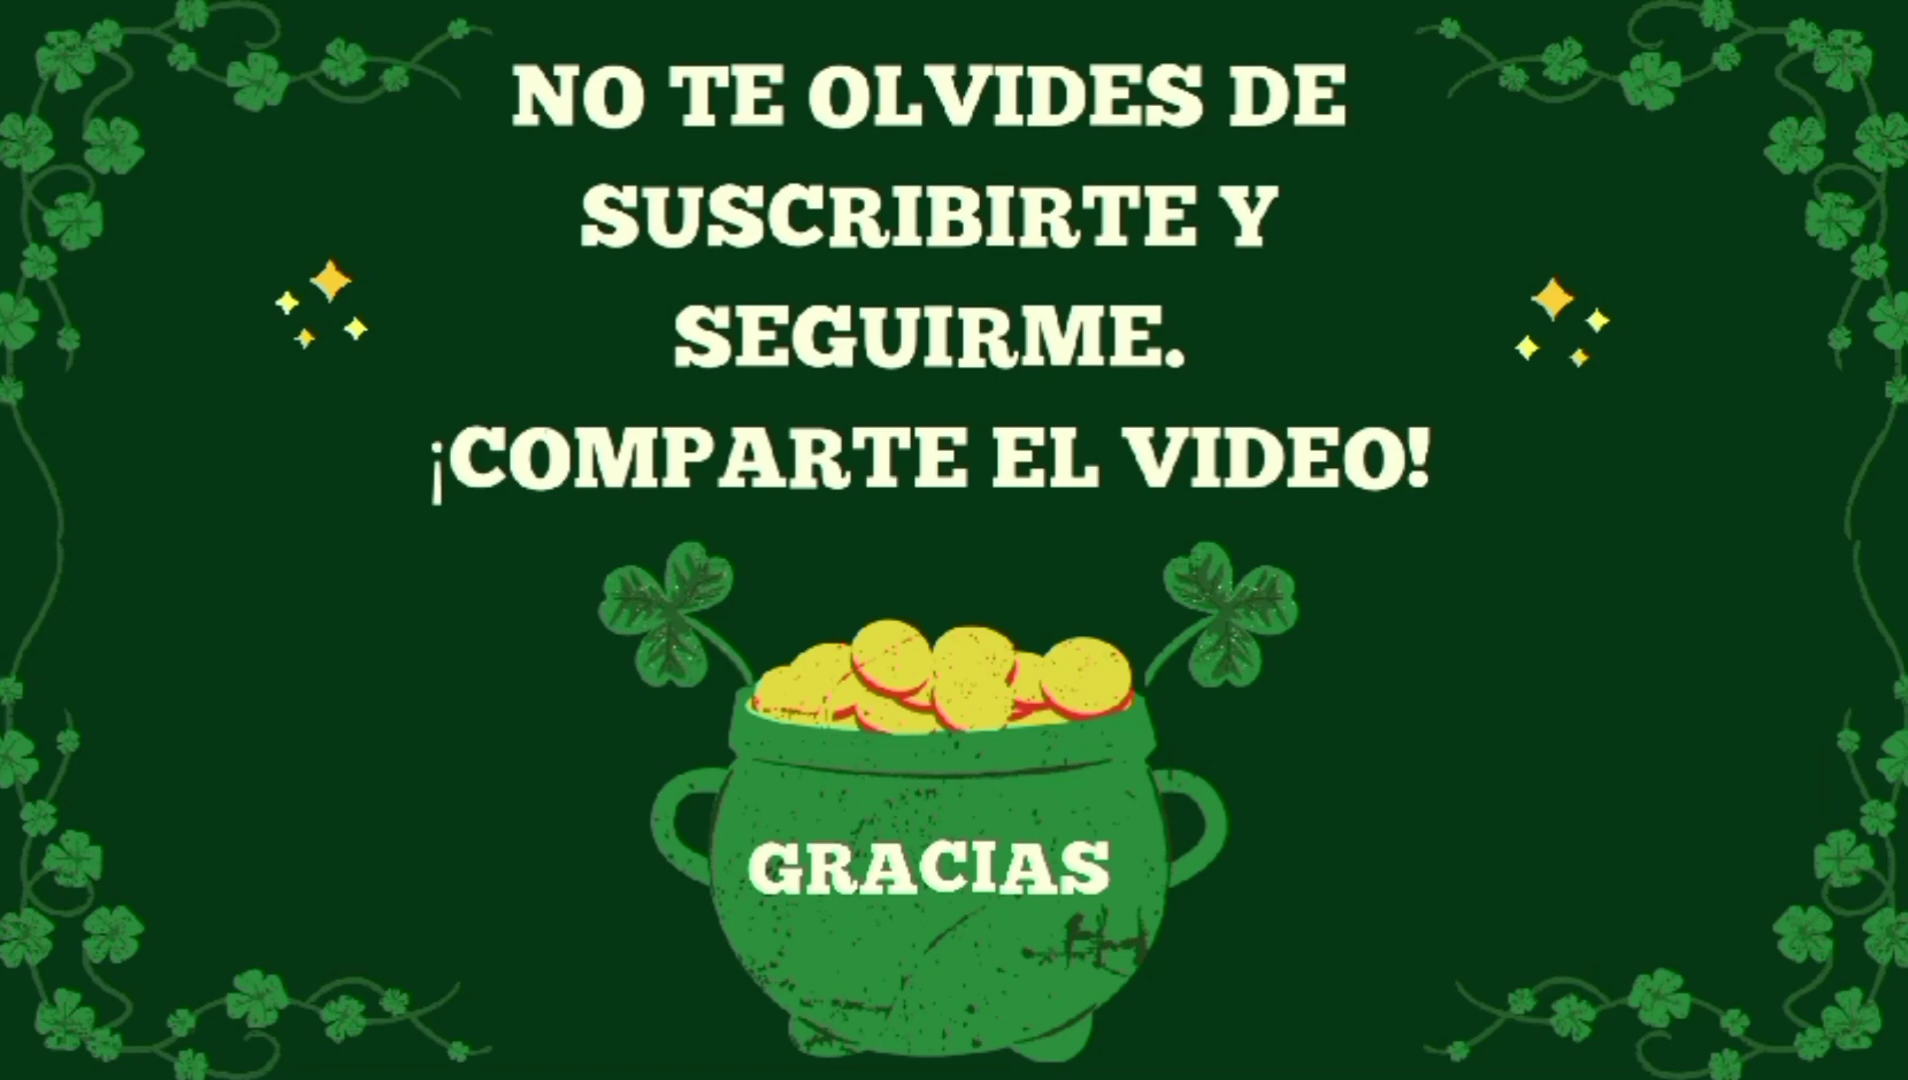 NO TE OLVIDES DE
SUSCRIBIRTE Y
SEGUIRME.
¡COMPARTE EL VIDEO!
GRACIAS